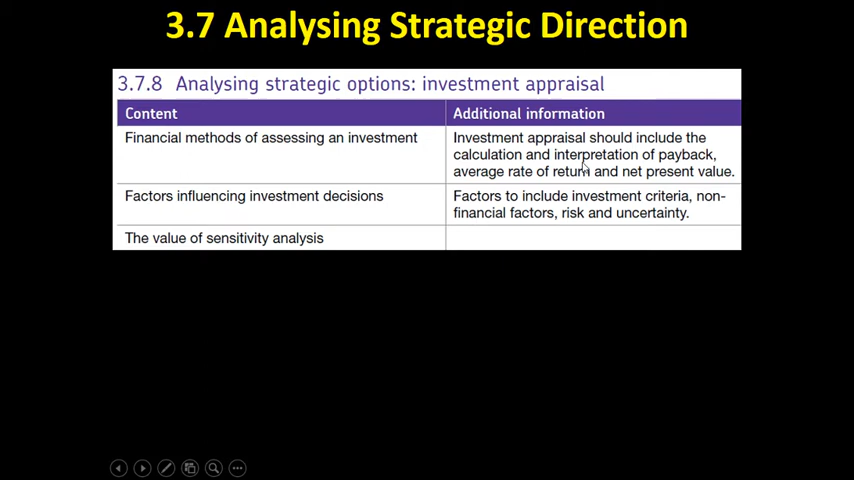 3.7 Analysing Strategic Direction
3.7.8 Analysing strategic options: investment appraisal
Content
Additional information
Financial methods of assessing an investment
Investment appraisal should include the
calculation and interpretation of payback,
average rate of return and net present value.
Factors influencing investment decisions
Factors to include investment criteria, non-
financial factors, risk and uncertainty.
The value of sensitivity analysis